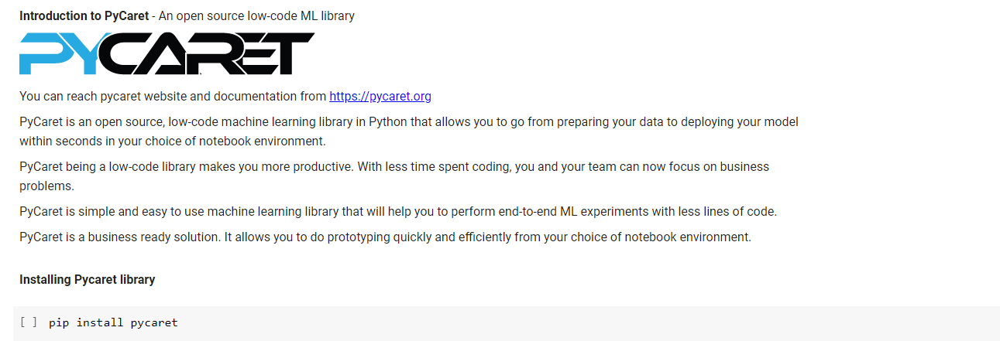 Introduction to PyCaret - An open source low-code ML library
PYCARET
You can reach pycaret website and documentation from https://pycaret.org
PyCaret is an open source, low-code machine learning library in Python that allows you to go from preparing your data to deploying your model
within seconds in your choice of notebook environment.
PyCaret being a low-code library makes you more productive. With less time spent coding, you and your team can now focus on business
problems.
PyCaret is simple and easy to use machine learning library that will help you to perform end-to-end ML experiments with less lines of code.
PyCaret is a business ready solution. It allows you to do prototyping quickly and efficiently from your choice of notebook environment.
Installing Pycaret library
[ ] pip install pycaret